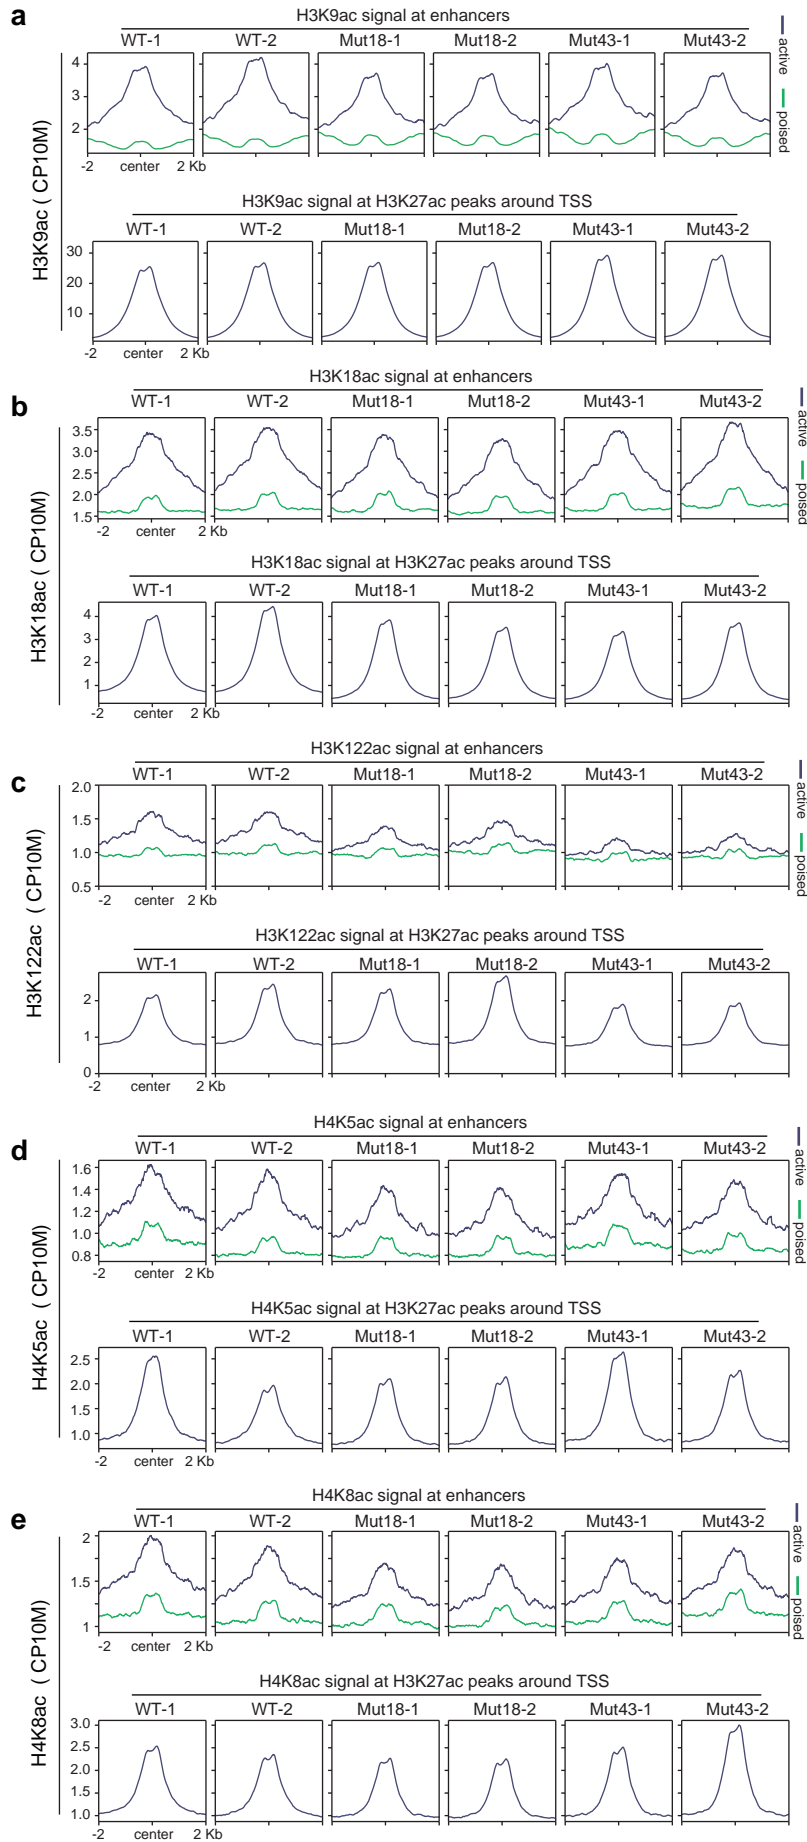 a
H3K9ac signal at enhancers
WT-1 WT-2 Mut18-1 Mut18-2 Mut43-1 Mut43-2
active
poised
H3K9ac ( CP10M)
4
3
2
-2 center 2 Kb
H3K9ac signal at H3K27ac peaks around TSS
WT-1 WT-2 Mut18-1 Mut18-2 Mut43-1 Mut43-2
30
20
10
-2 center 2 Kb
b
H3K18ac signal at enhancers
WT-1 WT-2 Mut18-1 Mut18-2 Mut43-1 Mut43-2
active
poised
H3K18ac ( CP10M)
3.5
3.0
2.5
2.0
1.5
-2 center 2 Kb
H3K18ac signal at H3K27ac peaks around TSS
WT-1 WT-2 Mut18-1 Mut18-2 Mut43-1 Mut43-2
4
3
2
1
-2 center 2 Kb
c
H3K122ac signal at enhancers
WT-1 WT-2 Mut18-1 Mut18-2 Mut43-1 Mut43-2
active
poised
H3K122ac ( CP10M)
2.0
1.5
1.0
0.5
-2 center 2 Kb
H3K122ac signal at H3K27ac peaks around TSS
WT-1 WT-2 Mut18-1 Mut18-2 Mut43-1 Mut43-2
2
1
0
-2 center 2 Kb
d
H4K5ac signal at enhancers
WT-1 WT-2 Mut18-1 Mut18-2 Mut43-1 Mut43-2
active
poised
H4K5ac ( CP10M)
1.6
1.4
1.2
1.0
0.8
-2 center 2 Kb
H4K5ac signal at H3K27ac peaks around TSS
WT-1 WT-2 Mut18-1 Mut18-2 Mut43-1 Mut43-2
2.5
2.0
1.5
1.0
-2 center 2 Kb
e
H4K8ac signal at enhancers
WT-1 WT-2 Mut18-1 Mut18-2 Mut43-1 Mut43-2
active
poised
H4K8ac ( CP10M)
2
1.5
1
-2 center 2 Kb
H4K8ac signal at H3K27ac peaks around TSS
WT-1 WT-2 Mut18-1 Mut18-2 Mut43-1 Mut43-2
3.0
2.5
2.0
1.5
1.0
-2 center 2 Kb